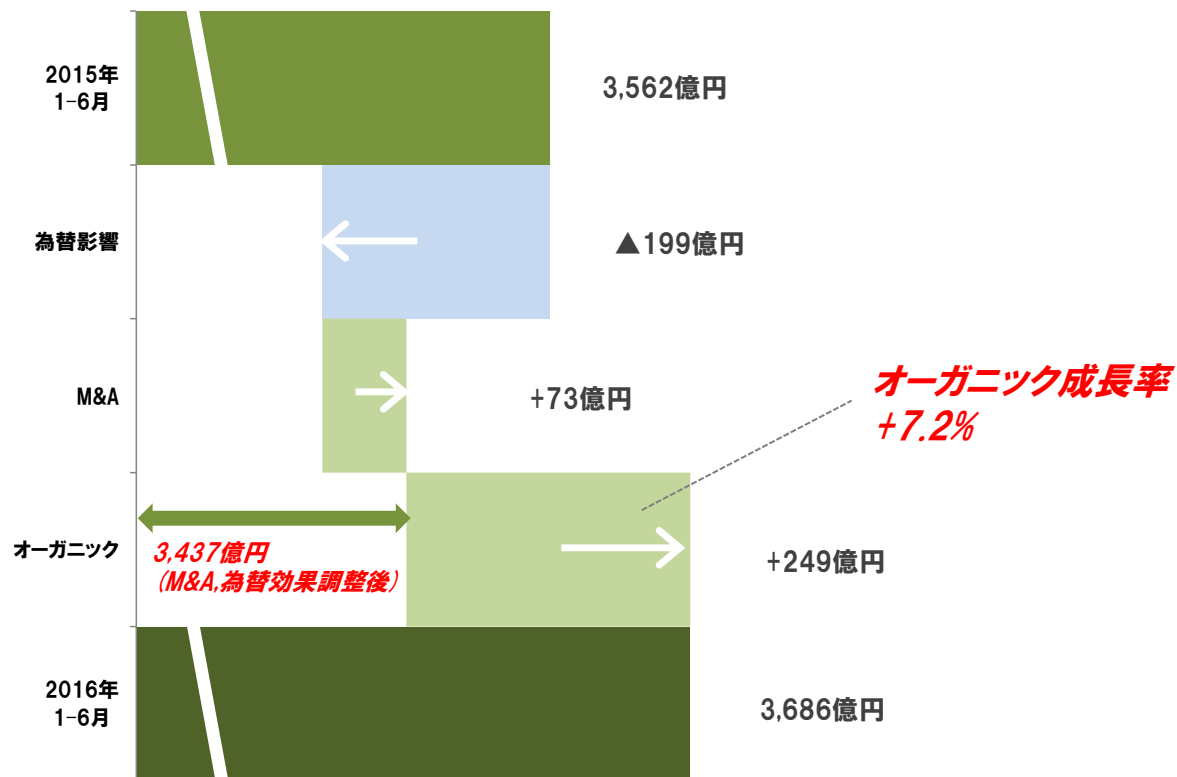 2015年
1-6月
3,562億円
為替影響
▲199億円
M&A
+73億円
オーガニック成長率
+7.2%
オーガニック
3,437億円
(M&A,為替効果調整後)
+249億円
2016年
1-6月
3,686億円